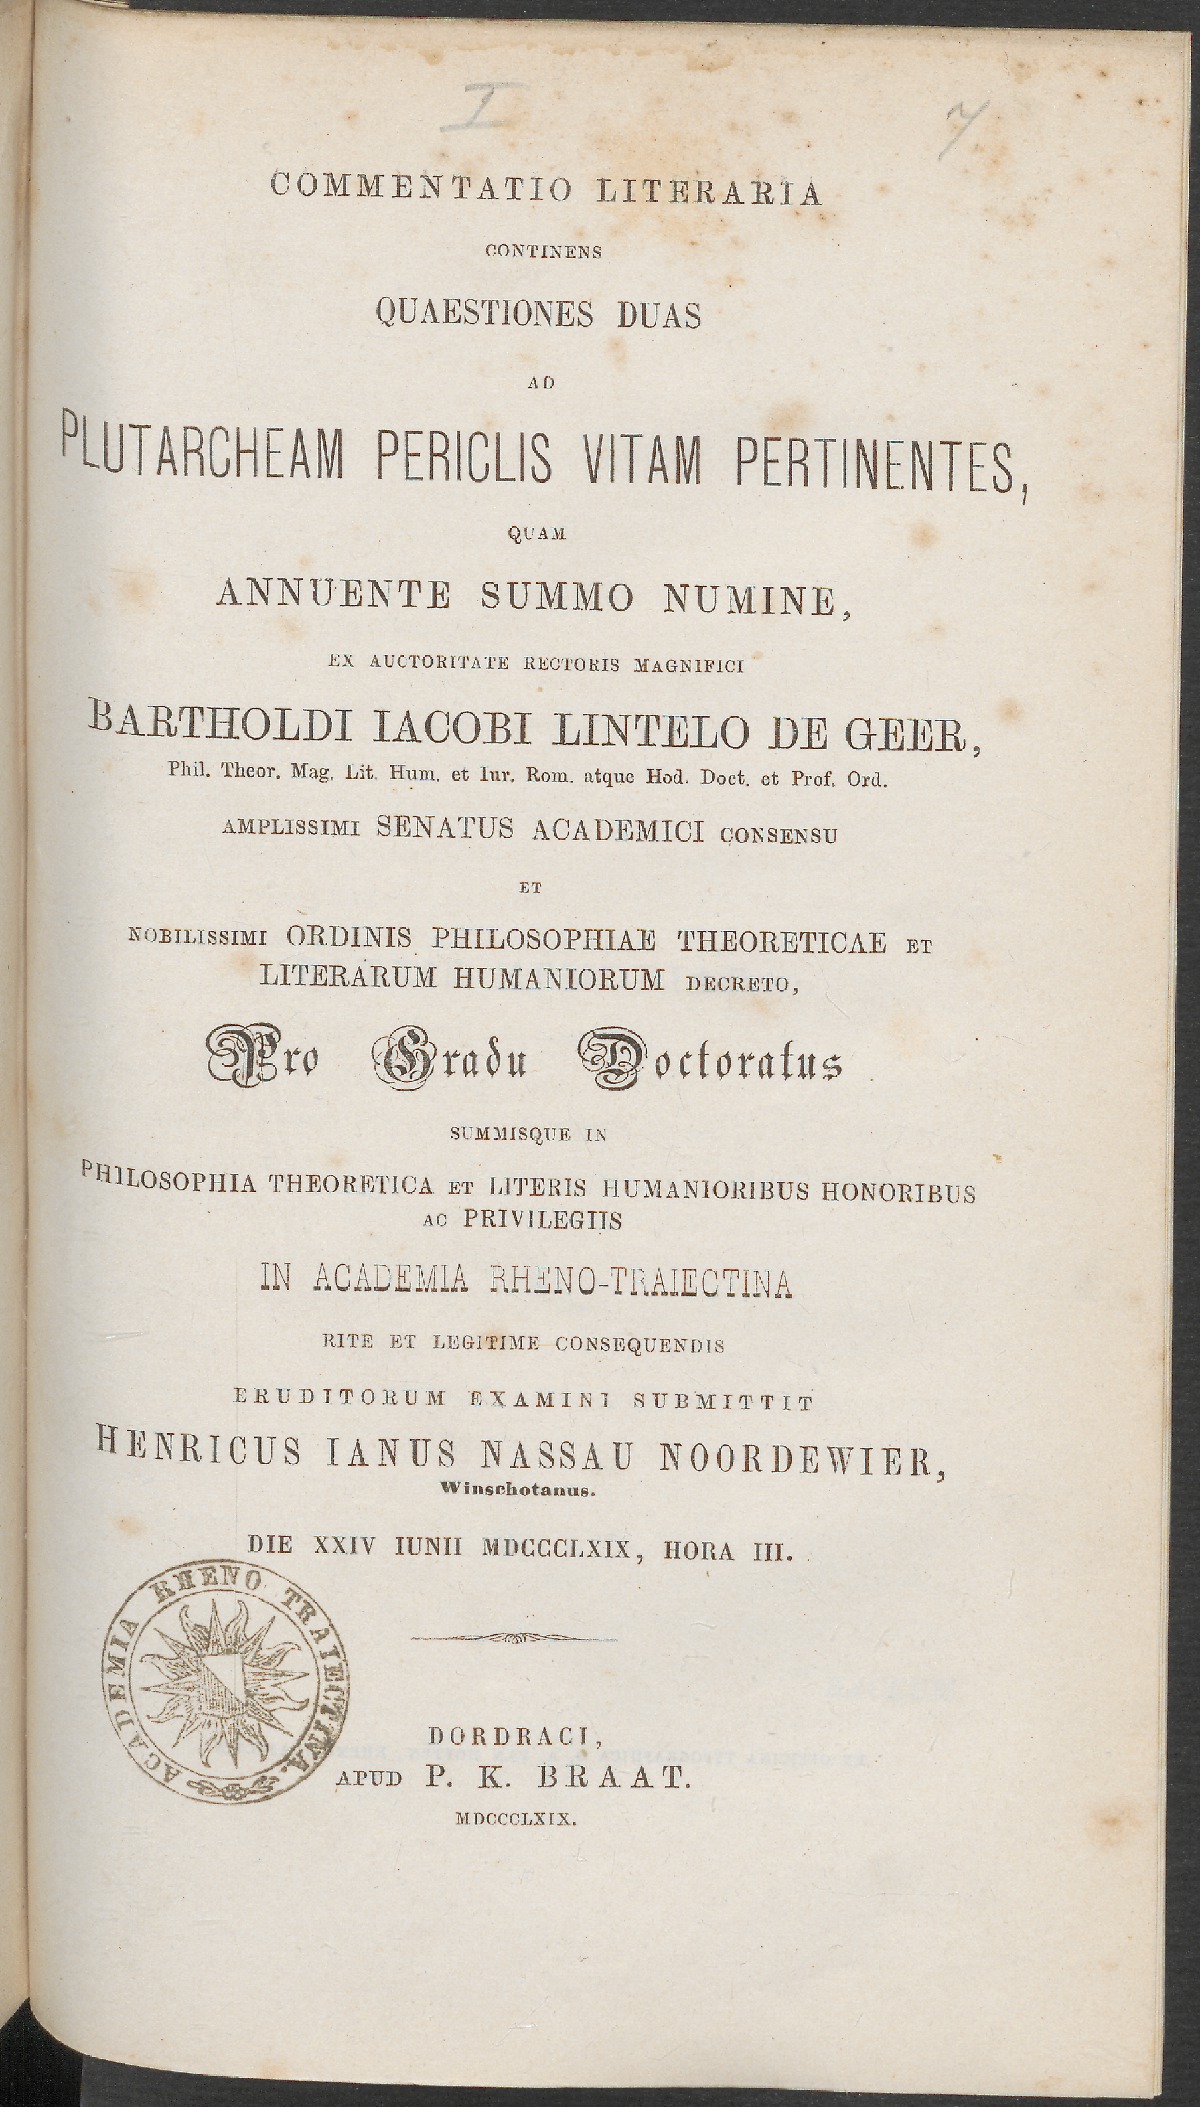 I 7
COMMENTATIO LITERARIA
CONTINENS
QUAESTIONES DUAS
AD
PLUTARCHEAM PERICLIS VITAM PERTINENTES,
QUAM
ANNUENTE SUMMO NUMINE,
EX AUCTORITATE RECTORIS MAGNIFICI
BARTHOLDI IACOBI LINTELO DE GEER,
Phil. Theor. Mag. Lit. Hum. et Iur. Rom. atque Hod. Doct. et Prof. Ord.
AMPLISSIMI SENATUS ACADEMICI CONSENSU
ET
NOBILISSIMI ORDINIS PHILOSOPHIAE THEORETICAE ET
LITERARUM HUMANIORUM DECRETO,
Pro Gradu Doctoratus
SUMMISQUE IN
PHILOSOPHIA THEORETICA ET LITERIS HUMANIORIBUS HONORIBUS
AC PRIVILEGIIS
IN ACADEMIA RHENO-TRAIECTINA
RITE ET LEGITIME CONSEQUENDIS
ERUDITORUM EXAMINI SUBMITTIT
HENRICUS IANUS NASSAU NOORDEWIER,
Winschotanus.
DIE XXIV IUNII MDCCCLXIX, HORA III.
ACADEMIA RHENO TRAIECTINA.
DORDRACI,
APUD P. K. BRAAT.
MDCCCLXIX.